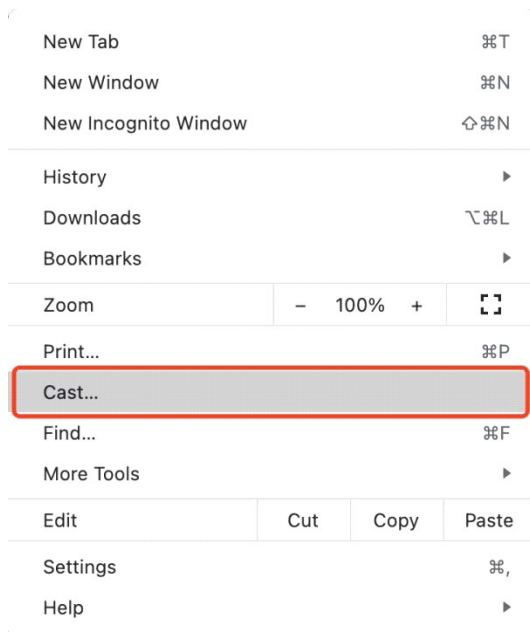 New Tab ⌘T
New Window ⌘N
New Incognito Window ⇧⌘N
History ▶
Downloads ⌥⌘L
Bookmarks ▶
Zoom − 100% +
Print... ⌘P
Cast...
Find... ⌘F
More Tools ▶
Edit Cut Copy Paste
Settings ⌘,
Help ▶